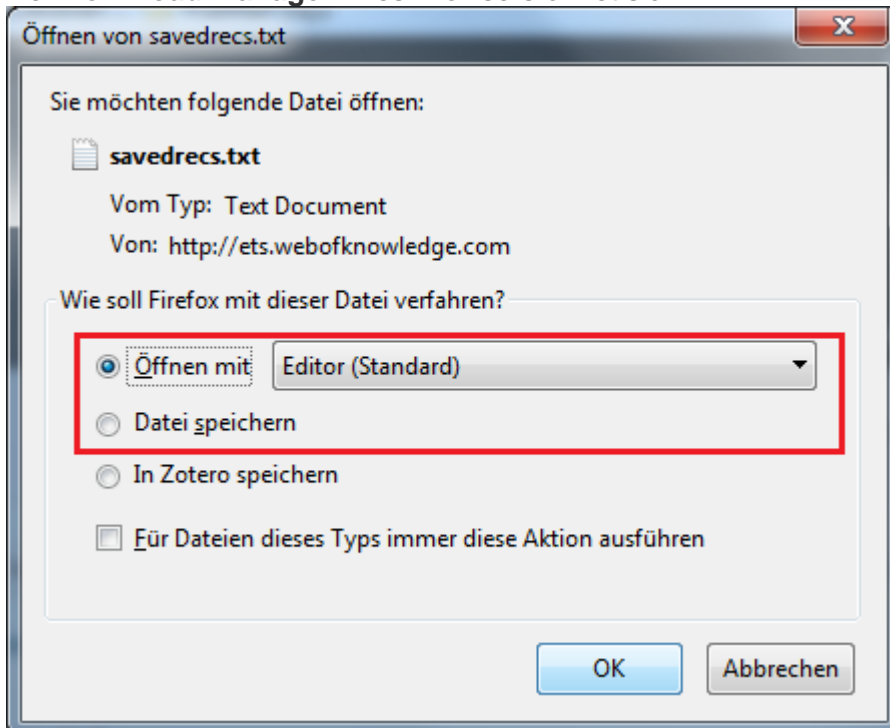 Öffnen von savedrecs.txt
Sie möchten folgende Datei öffnen:
savedrecs.txt
Vom Typ: Text Document
Von: http://ets.webofknowledge.com
Wie soll Firefox mit dieser Datei verfahren?
Öffnen mit Editor (Standard)
Datei speichern
In Zotero speichern
Für Dateien dieses Typs immer diese Aktion ausführen
OK Abbrechen